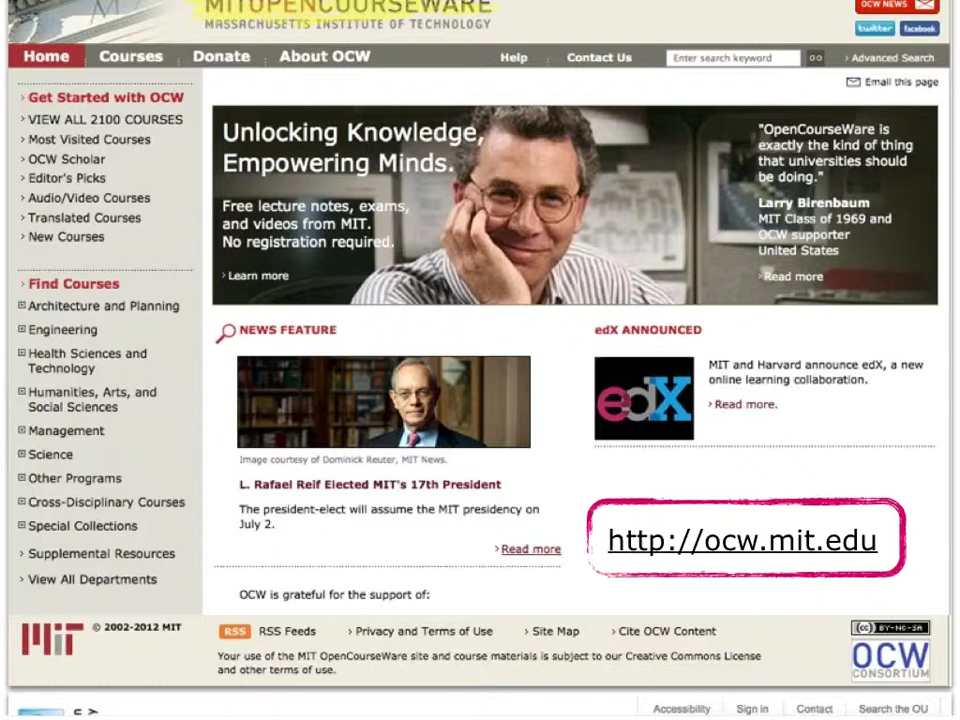 MITOPENCOURSEWARE
MASSACHUSETTS INSTITUTE OF TECHNOLOGY
OCW NEWS
twitter facebook
Home Courses Donate About OCW Help Contact Us Enter search keyword GO › Advanced Search
Email this page
› Get Started with OCW
› VIEW ALL 2100 COURSES
› Most Visited Courses
› OCW Scholar
› Editor's Picks
› Audio/Video Courses
› Translated Courses
› New Courses
› Find Courses
Architecture and Planning
Engineering
Health Sciences and
Technology
Humanities, Arts, and
Social Sciences
Management
Science
Other Programs
Cross-Disciplinary Courses
Special Collections
› Supplemental Resources
› View All Departments
Unlocking Knowledge,
Empowering Minds.
Free lecture notes, exams,
and videos from MIT.
No registration required.
› Learn more
"OpenCourseWare is
exactly the kind of thing
that universities should
be doing."
Larry Birenbaum
MIT Class of 1969 and
OCW supporter
United States
› Read more
NEWS FEATURE
Image courtesy of Dominick Reuter, MIT News.
L. Rafael Reif Elected MIT's 17th President
The president-elect will assume the MIT presidency on
July 2.
› Read more
OCW is grateful for the support of:
edX ANNOUNCED
edX
MIT and Harvard announce edX, a new
online learning collaboration.
› Read more.
http://ocw.mit.edu
MIT © 2002-2012 MIT
RSS RSS Feeds › Privacy and Terms of Use › Site Map › Cite OCW Content
Your use of the MIT OpenCourseWare site and course materials is subject to our Creative Commons License
and other terms of use.
(cc) BY-NC-SA
OCW
CONSORTIUM
Accessibility Sign in Contact Search the OU